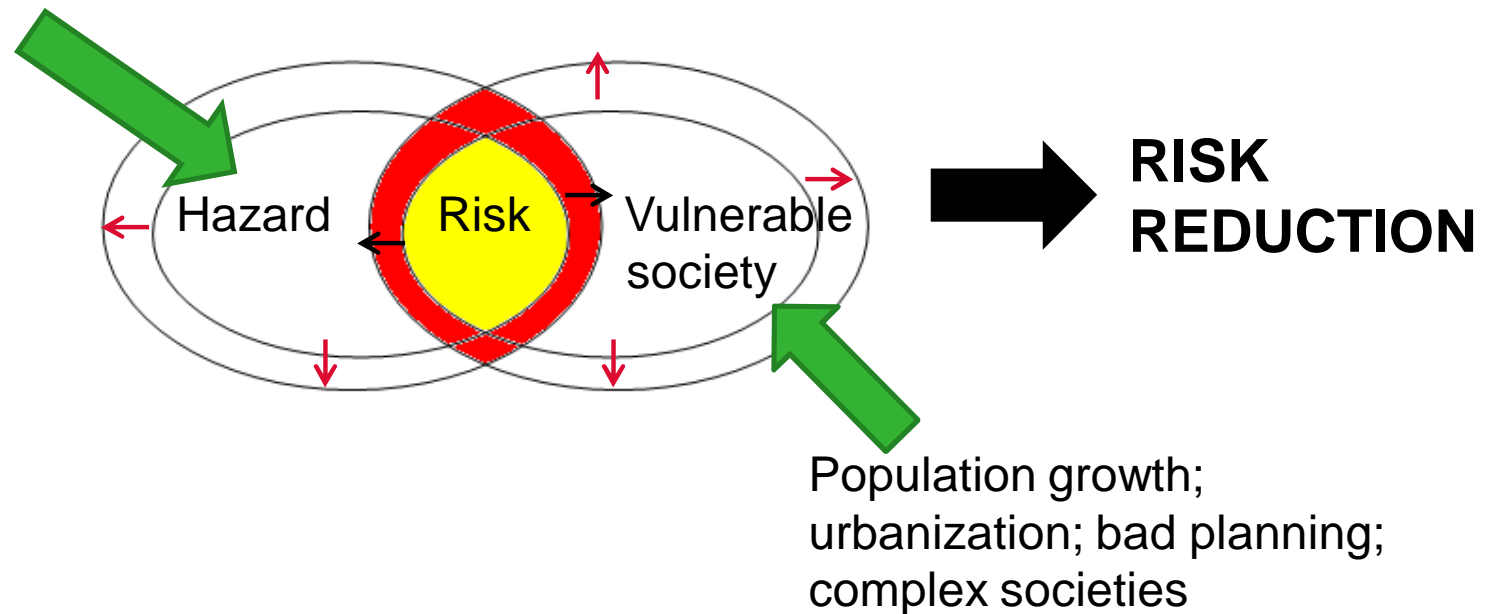 Hazard
Risk
Vulnerable
society
RISK
REDUCTION
Population growth;
urbanization; bad planning;
complex societies